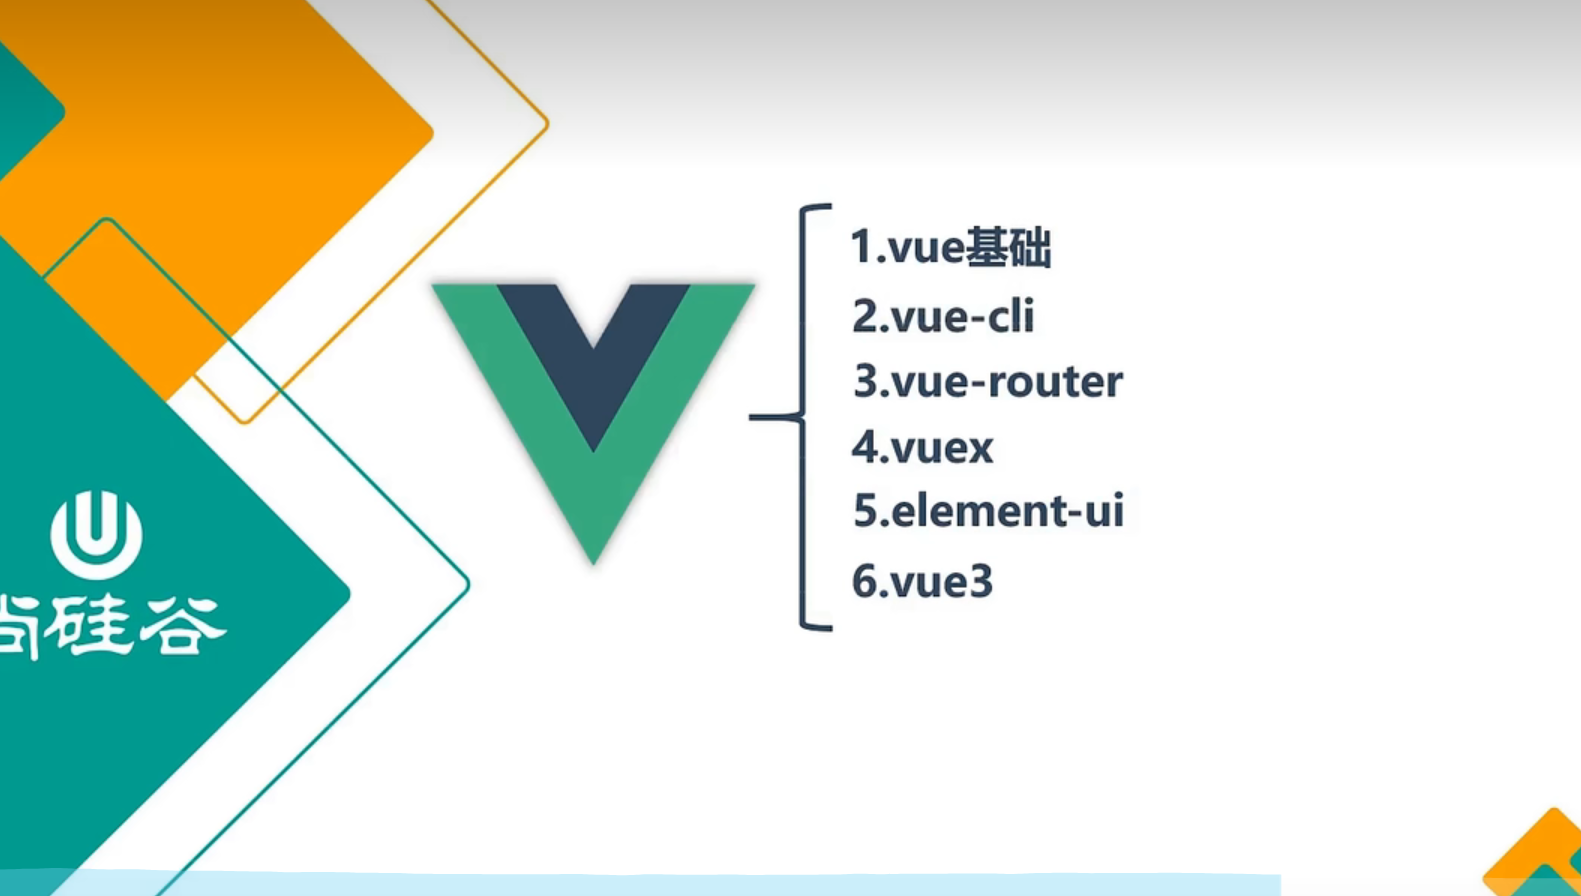 1.vue基础
2.vue-cli
3.vue-router
4.vuex
5.element-ui
6.vue3
尚硅谷